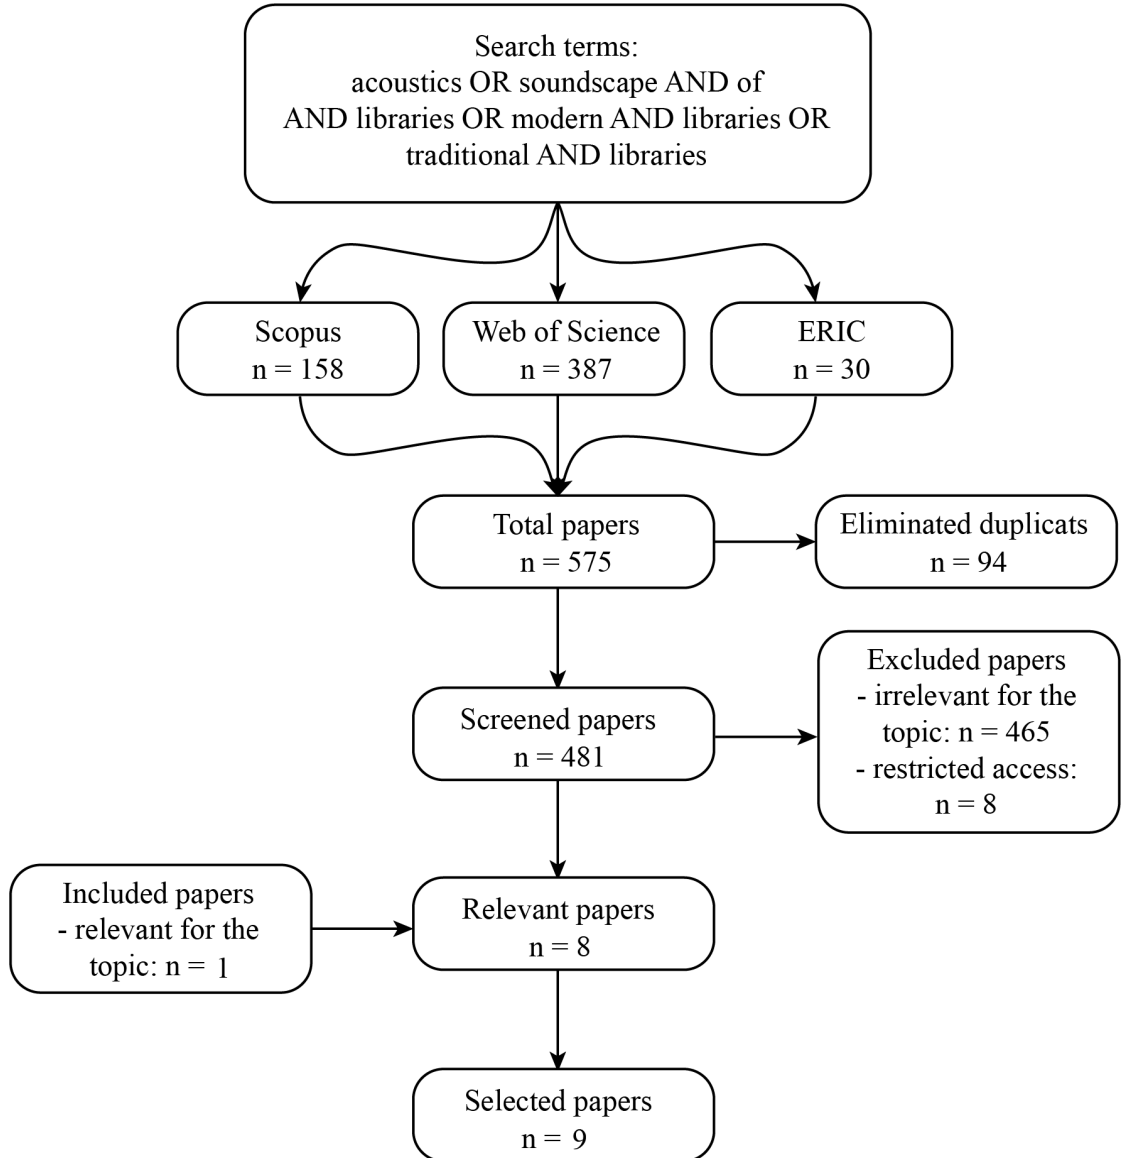 Search terms:
acoustics OR soundscape AND of
AND libraries OR modern AND libraries OR
traditional AND libraries
Scopus
n = 158
Web of Science
n = 387
ERIC
n = 30
Total papers
n = 575
Eliminated duplicats
n = 94
Excluded papers
- irrelevant for the
topic: n = 465
- restricted access:
n = 8
Screened papers
n = 481
Included papers
- relevant for the
topic: n = 1
Relevant papers
n = 8
Selected papers
n = 9